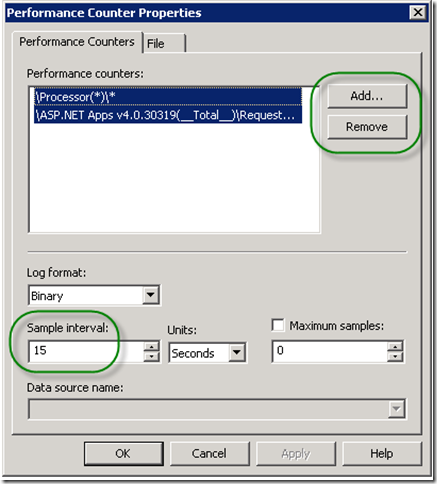 Performance Counter Properties
Performance Counters
File
Performance counters:
\Processor(*)\*
\ASP.NET Apps v4.0.30319(__Total__)\Request...
Add...
Remove
Log format:
Binary
Sample interval:
Units:
Maximum samples:
15
Seconds
0
Data source name:
OK
Cancel
Apply
Help